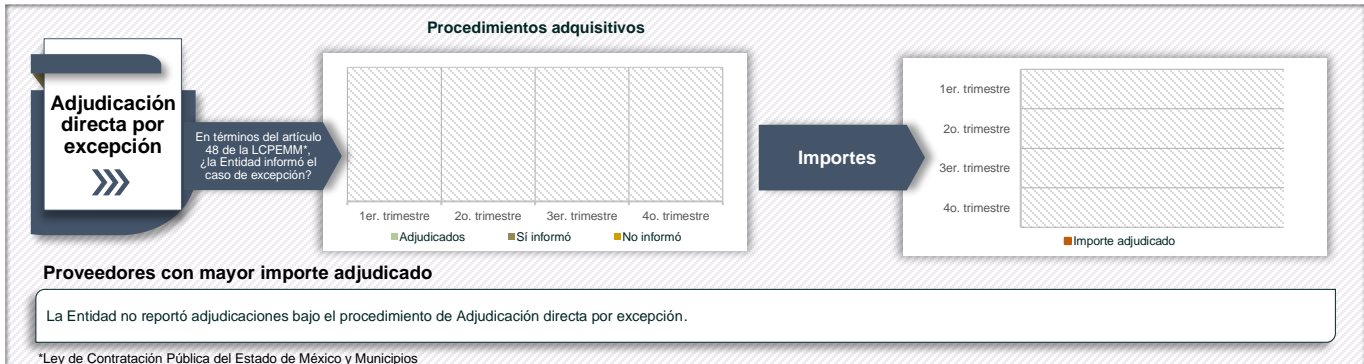 Procedimientos adquisitivos
Adjudicación
directa por
excepción
En términos del artículo
48 de la LCPEMM*,
¿la Entidad informó el
caso de excepción?
1er. trimestre 2o. trimestre 3er. trimestre 4o. trimestre
Adjudicados Sí informó No informó
Importes
1er. trimestre
2o. trimestre
3er. trimestre
4o. trimestre
Importe adjudicado
Proveedores con mayor importe adjudicado
La Entidad no reportó adjudicaciones bajo el procedimiento de Adjudicación directa por excepción.
*Ley de Contratación Pública del Estado de México y Municipios